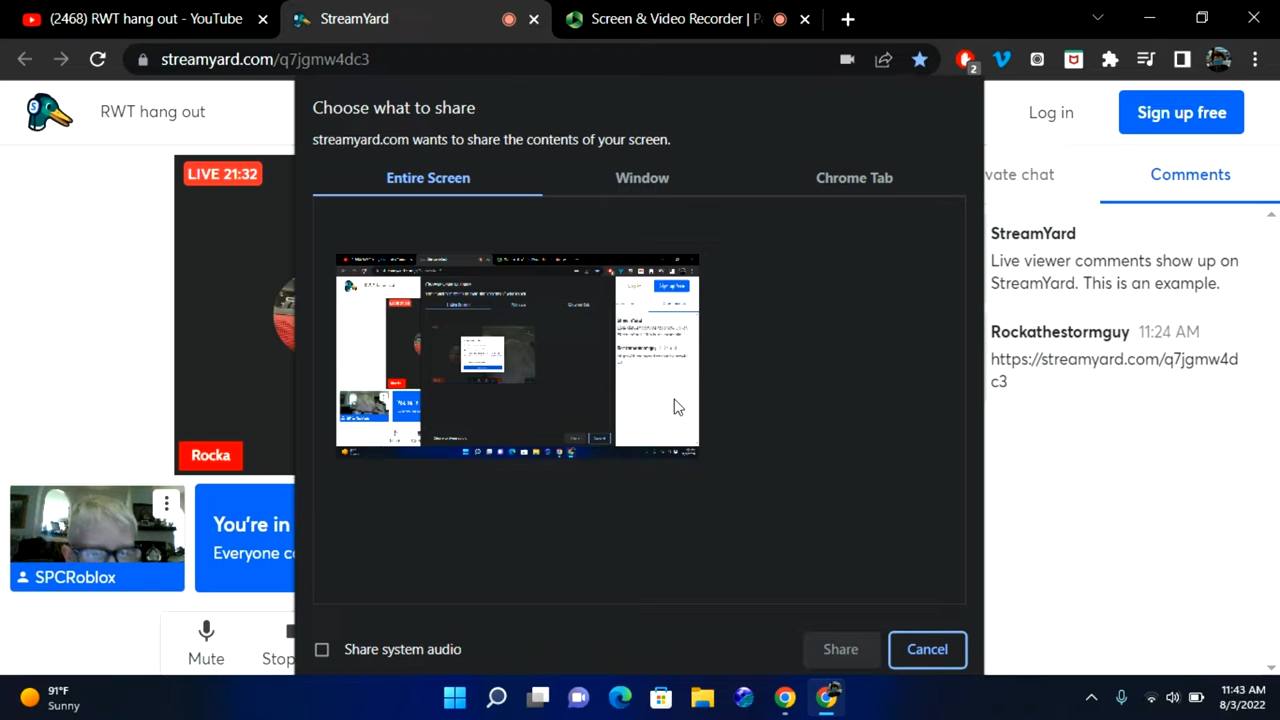 (2468) RWT hang out - YouTube
StreamYard
Screen & Video Recorder | P
streamyard.com/q7jgmw4dc3
2
RWT hang out
Log in
Sign up free
LIVE 21:32
Choose what to share
streamyard.com wants to share the contents of your screen.
Entire Screen
Window
Chrome Tab
vate chat
Comments
StreamYard
Live viewer comments show up on
StreamYard. This is an example.
Rockathestormguy 11:24 AM
https://streamyard.com/q7jgmw4d
c3
Rocka
You're in
Everyone c
SPCRoblox
Mute
Stop
Share system audio
Share
Cancel
91°F
Sunny
11:43 AM
8/3/2022